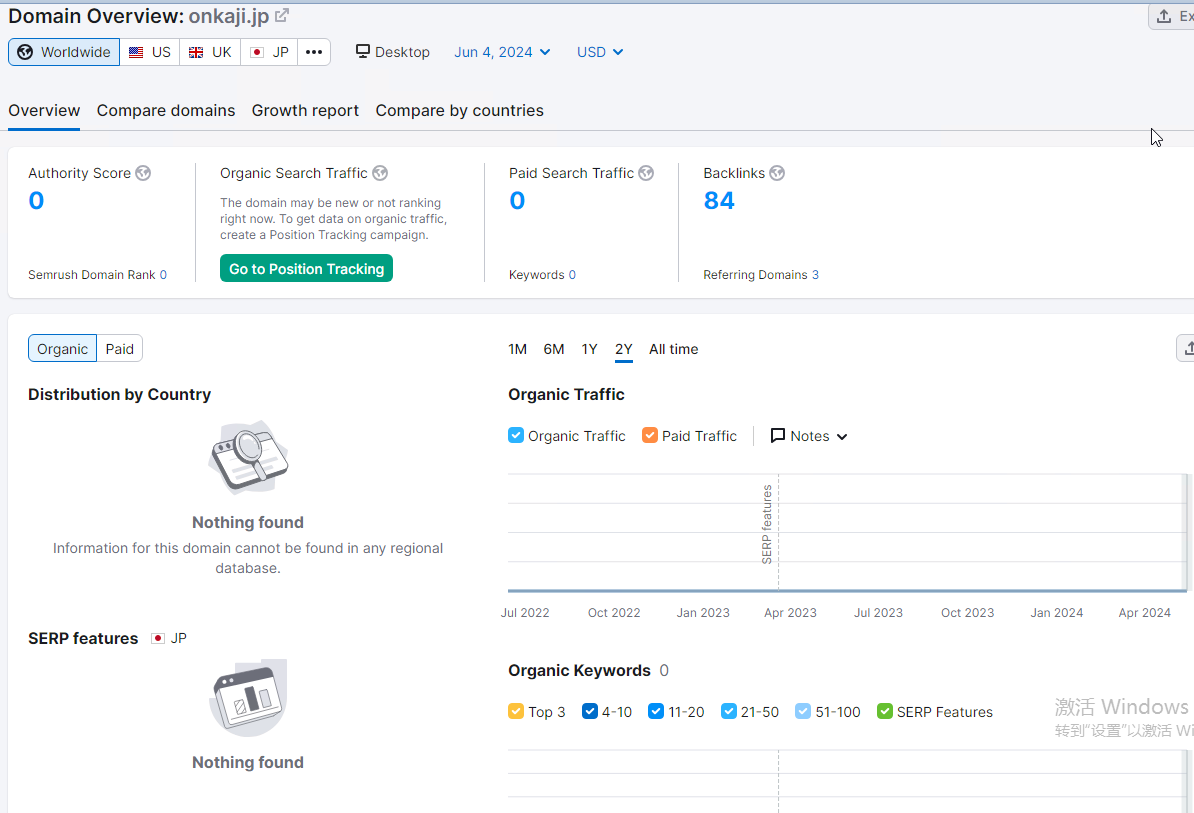 Domain Overview: onkaji.jp
Ex
Worldwide US UK JP ••• Desktop Jun 4, 2024 USD
Overview Compare domains Growth report Compare by countries
Authority Score
0
Semrush Domain Rank 0
Organic Search Traffic
The domain may be new or not ranking
right now. To get data on organic traffic,
create a Position Tracking campaign.
Go to Position Tracking
Paid Search Traffic
0
Keywords 0
Backlinks
84
Referring Domains 3
Organic Paid
Distribution by Country
Nothing found
Information for this domain cannot be found in any regional
database.
SERP features JP
Nothing found
1M 6M 1Y 2Y All time
Organic Traffic
Organic Traffic Paid Traffic Notes
SERP features
Jul 2022 Oct 2022 Jan 2023 Apr 2023 Jul 2023 Oct 2023 Jan 2024 Apr 2024
Organic Keywords 0
Top 3 4-10 11-20 21-50 51-100 SERP Features
激活 Windows
转到“设置”以激活 Wi